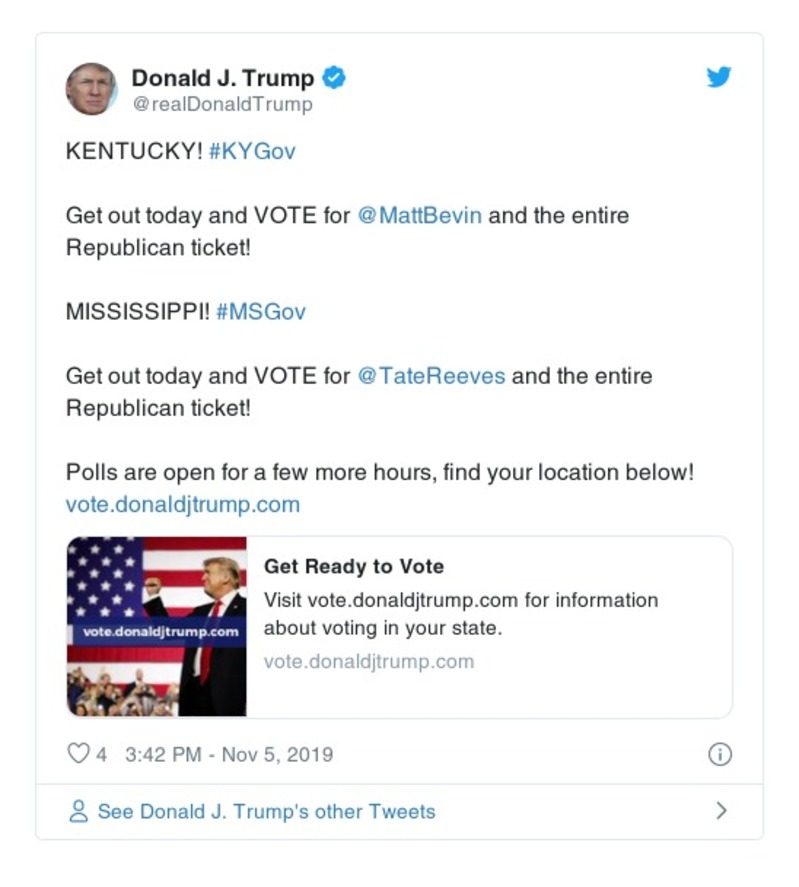 Donald J. Trump
@realDonaldTrump
KENTUCKY! #KYGov
Get out today and VOTE for @MattBevin and the entire
Republican ticket!
MISSISSIPPI! #MSGov
Get out today and VOTE for @TateReeves and the entire
Republican ticket!
Polls are open for a few more hours, find your location below!
vote.donaldjtrump.com
vote.donaldjtrump.com
Get Ready to Vote
Visit vote.donaldjtrump.com for information
about voting in your state.
vote.donaldjtrump.com
4 3:42 PM - Nov 5, 2019
See Donald J. Trump's other Tweets